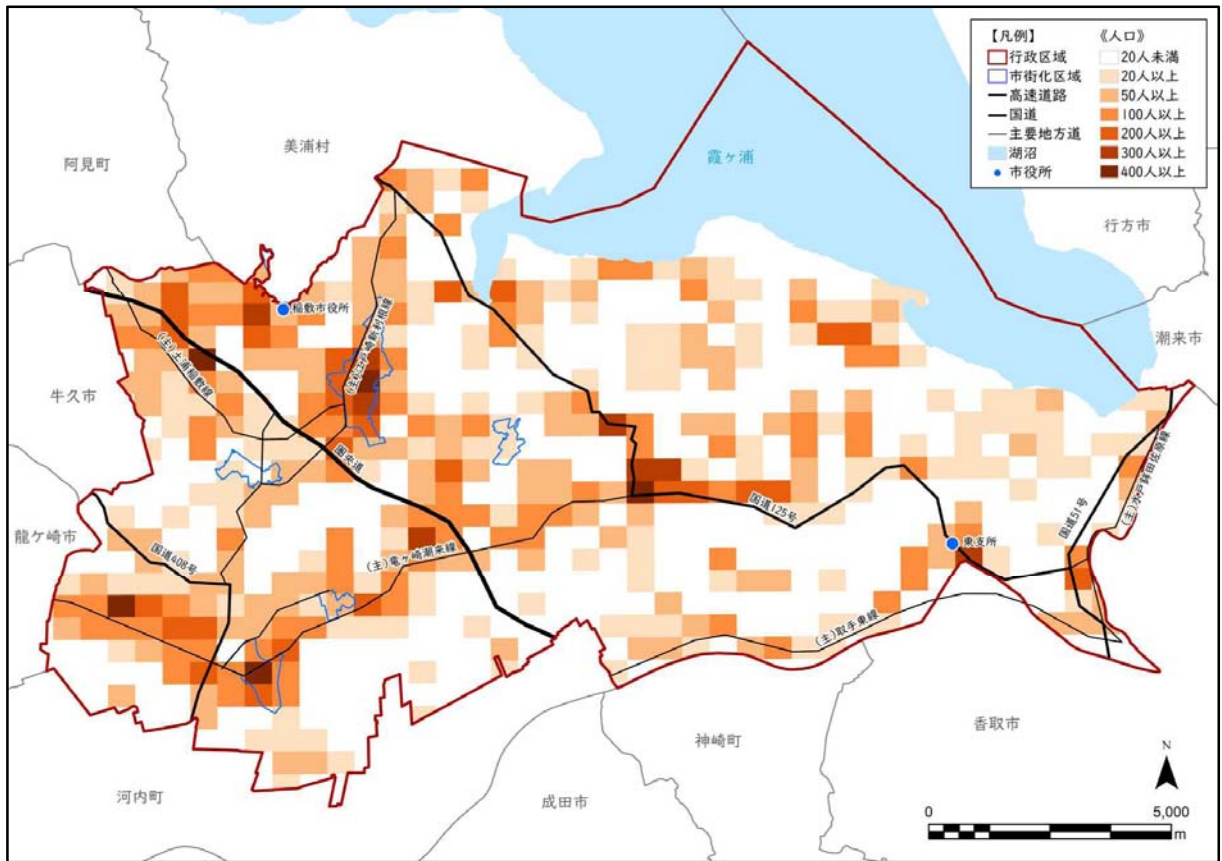 【凡例】
行政区域
市街化区域
高速道路
国道
主要地方道
湖沼
市役所
《人口》
20人未満
20人以上
50人以上
100人以上
200人以上
300人以上
400人以上
美浦村
阿見町
霞ヶ浦
行方市
潮来市
稲敷市役所
(主)江戸崎新利根線
(主)土浦稲敷線
牛久市
圏央道
(主)水戸鉾田佐原線
国道125号
国道51号
龍ケ崎市
国道408号
(主)竜ヶ崎潮来線
東支所
(主)取手東線
香取市
神崎町
成田市
河内町
N
0
5,000
m